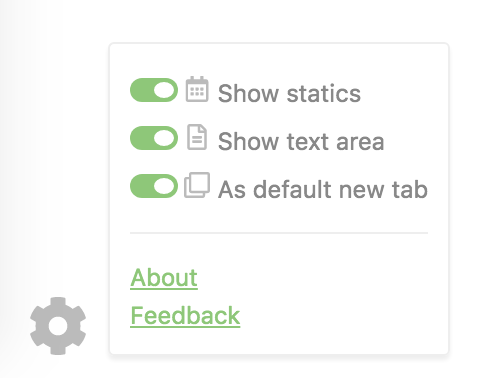 Show statics
Show text area
As default new tab
About
Feedback